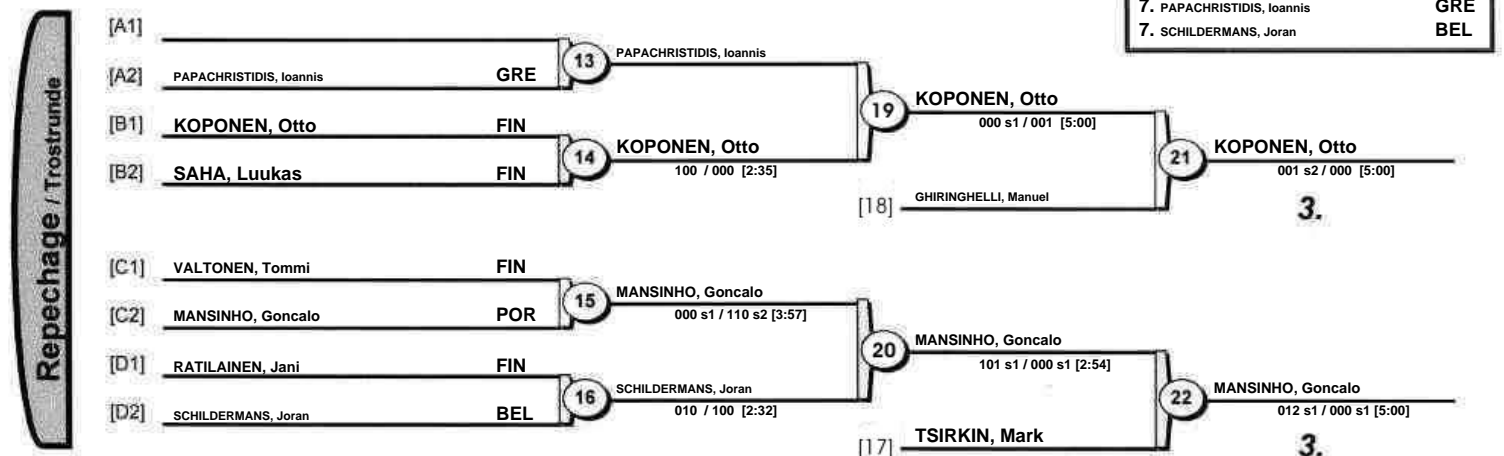 7. PAPACHRISTIDIS, Ioannis GRE
7. SCHILDERMANS, Joran BEL
Repechage / Trostrunde
[A1]
[A2] PAPACHRISTIDIS, Ioannis GRE
13
PAPACHRISTIDIS, Ioannis
[B1] KOPONEN, Otto FIN
[B2] SAHA, Luukas FIN
14
KOPONEN, Otto
100 / 000 [2:35]
19
KOPONEN, Otto
000 s1 / 001 [5:00]
[18] GHIRINGHELLI, Manuel
21
KOPONEN, Otto
001 s2 / 000 [5:00]
3.
[C1] VALTONEN, Tommi FIN
[C2] MANSINHO, Goncalo POR
15
MANSINHO, Goncalo
000 s1 / 110 s2 [3:57]
[D1] RATILAINEN, Jani FIN
[D2] SCHILDERMANS, Joran BEL
16
SCHILDERMANS, Joran
010 / 100 [2:32]
20
MANSINHO, Goncalo
101 s1 / 000 s1 [2:54]
[17] TSIRKIN, Mark
22
MANSINHO, Goncalo
012 s1 / 000 s1 [5:00]
3.